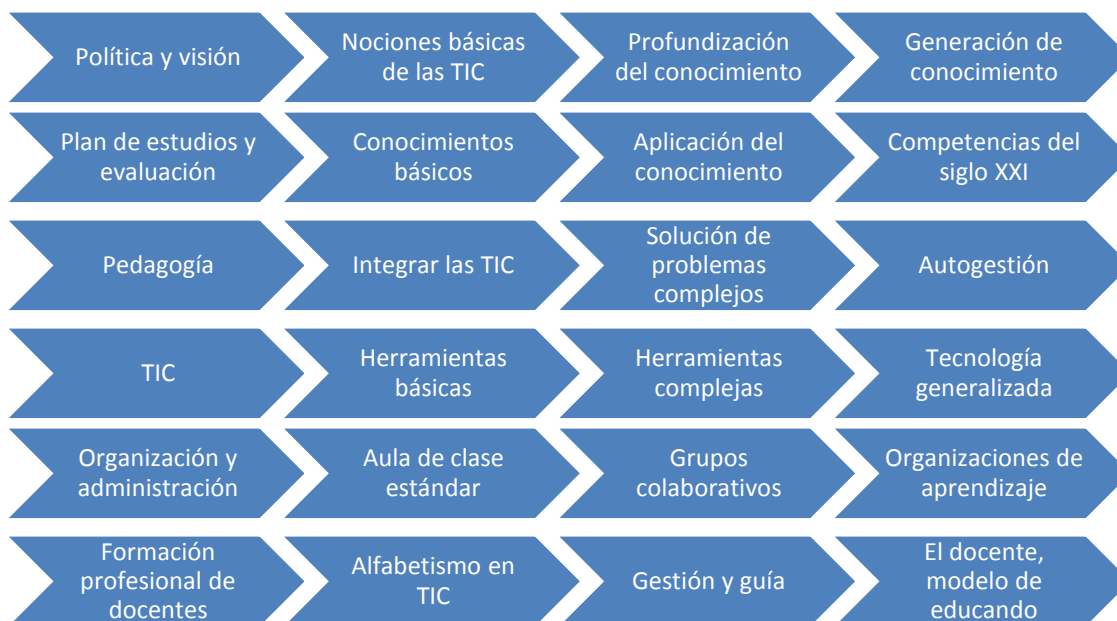 Política y visión
Nociones básicas
de las TIC
Profundización
del conocimiento
Generación de
conocimiento
Plan de estudios y
evaluación
Conocimientos
básicos
Aplicación del
conocimiento
Competencias del
siglo XXI
Pedagogía
Integrar las TIC
Solución de
problemas
complejos
Autogestión
TIC
Herramientas
básicas
Herramientas
complejas
Tecnología
generalizada
Organización y
administración
Aula de clase
estándar
Grupos
colaborativos
Organizaciones de
aprendizaje
Formación
profesional de
docentes
Alfabetismo en
TIC
Gestión y guía
El docente,
modelo de
educando